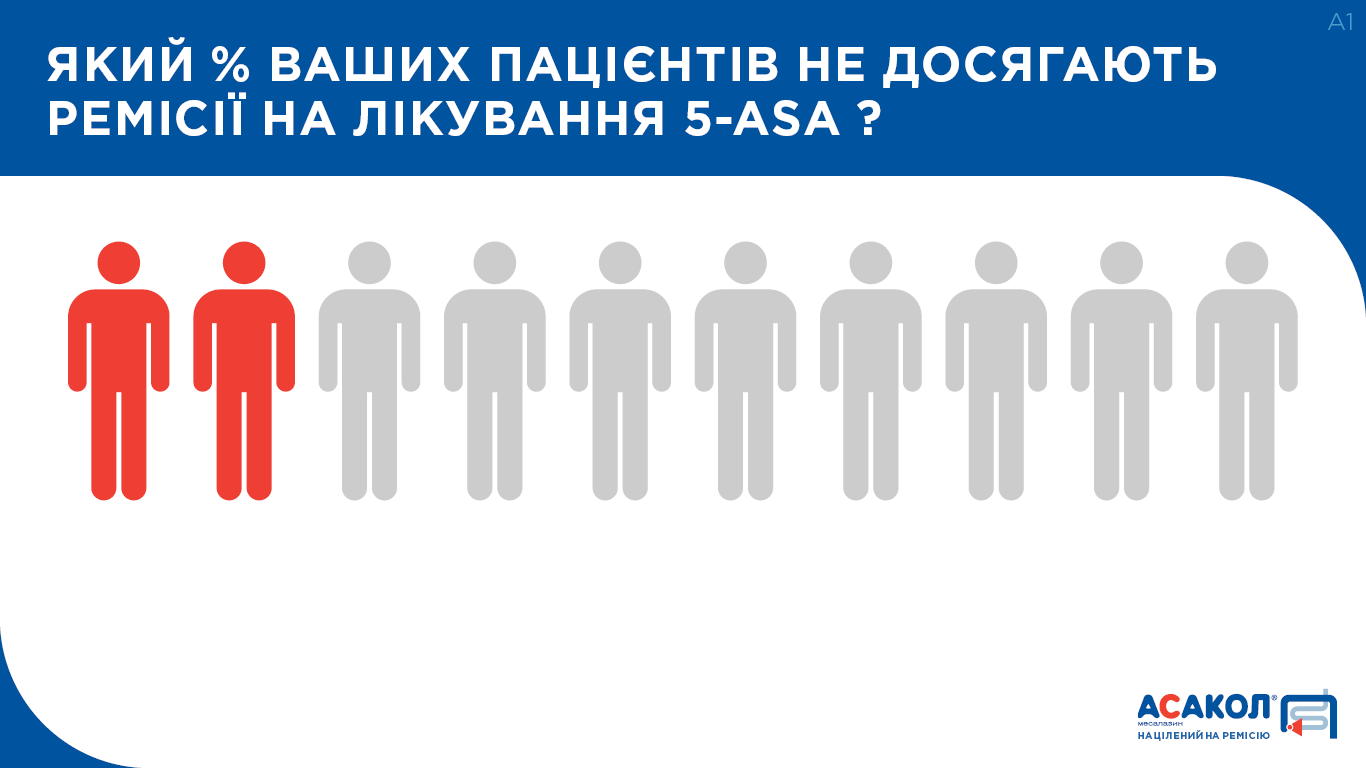 A1
ЯКИЙ % ВАШИХ ПАЦІЄНТІВ НЕ ДОСЯГАЮТЬ
РЕМІСІЇ НА ЛІКУВАННЯ 5-ASA ?
АСАКОЛ®
месалазин
НАЦІЛЕНИЙ НА РЕМІСІЮ